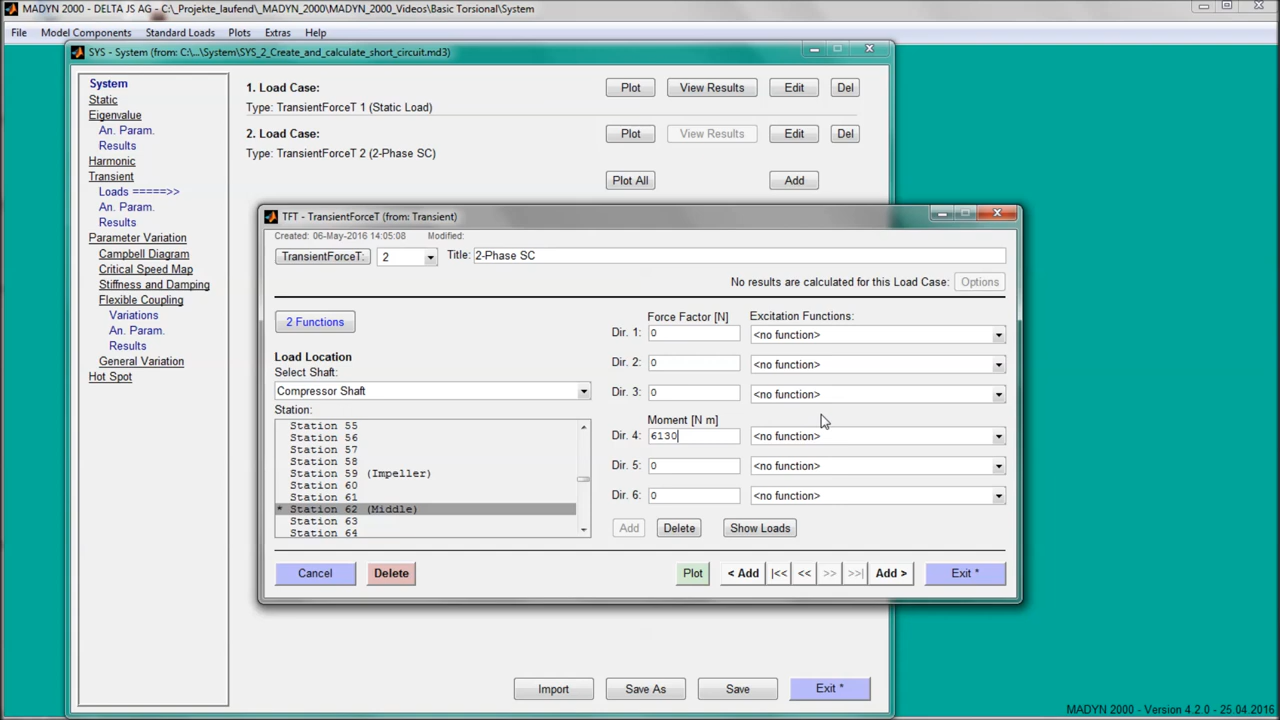 MADYN 2000 - DELTA JS AG - C:\_Projekte_laufend\_MADYN_2000\MADYN_2000_Videos\Basic Torsional\System
File Model Components Standard Loads Plots Extras Help
SYS - System (from: C:\...\System\SYS_2_Create_and_calculate_short_circuit.md3)
System
Static
Eigenvalue
An. Param.
Results
Harmonic
Transient
Loads =====>>
An. Param.
Results
Parameter Variation
Campbell Diagram
Critical Speed Map
Stiffness and Damping
Flexible Coupling
Variations
An. Param.
Results
General Variation
Hot Spot
1. Load Case: Plot View Results Edit Del
Type: TransientForceT 1 (Static Load)
2. Load Case: Plot View Results Edit Del
Type: TransientForceT 2 (2-Phase SC)
Plot All Add
TFT - TransientForceT (from: Transient)
Created: 06-May-2016 14:05:08 Modified:
TransientForceT: 2 Title: 2-Phase SC
No results are calculated for this Load Case: Options
2 Functions
Load Location
Select Shaft:
Compressor Shaft
Station:
Station 55
Station 56
Station 57
Station 58
Station 59 (Impeller)
Station 60
Station 61
* Station 62 (Middle)
Station 63
Station 64
Force Factor [N] Excitation Functions:
Dir. 1: 0 <no function>
Dir. 2: 0 <no function>
Dir. 3: 0 <no function>
Moment [N m]
Dir. 4: 6130 <no function>
Dir. 5: 0 <no function>
Dir. 6: 0 <no function>
Add Delete Show Loads
Cancel Delete Plot < Add |<< << >> >>| Add > Exit *
Import Save As Save Exit *
MADYN 2000 - Version 4.2.0 - 25.04.2016